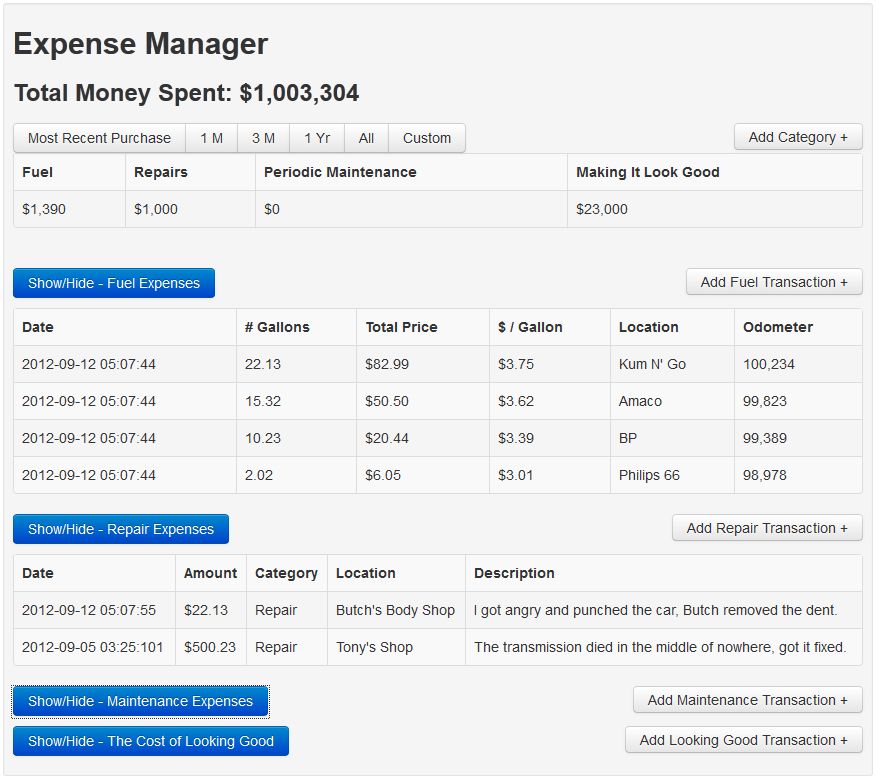 Expense Manager
Total Money Spent: $1,003,304
Most Recent Purchase 1 M 3 M 1 Yr All Custom Add Category +
Fuel Repairs Periodic Maintenance Making It Look Good
$1,390 $1,000 $0 $23,000
Show/Hide - Fuel Expenses Add Fuel Transaction +
Date # Gallons Total Price $ / Gallon Location Odometer
2012-09-12 05:07:44 22.13 $82.99 $3.75 Kum N' Go 100,234
2012-09-12 05:07:44 15.32 $50.50 $3.62 Amaco 99,823
2012-09-12 05:07:44 10.23 $20.44 $3.39 BP 99,389
2012-09-12 05:07:44 2.02 $6.05 $3.01 Philips 66 98,978
Show/Hide - Repair Expenses Add Repair Transaction +
Date Amount Category Location Description
2012-09-12 05:07:55 $22.13 Repair Butch's Body Shop I got angry and punched the car, Butch removed the dent.
2012-09-05 03:25:101 $500.23 Repair Tony's Shop The transmission died in the middle of nowhere, got it fixed.
Show/Hide - Maintenance Expenses Add Maintenance Transaction +
Show/Hide - The Cost of Looking Good Add Looking Good Transaction +